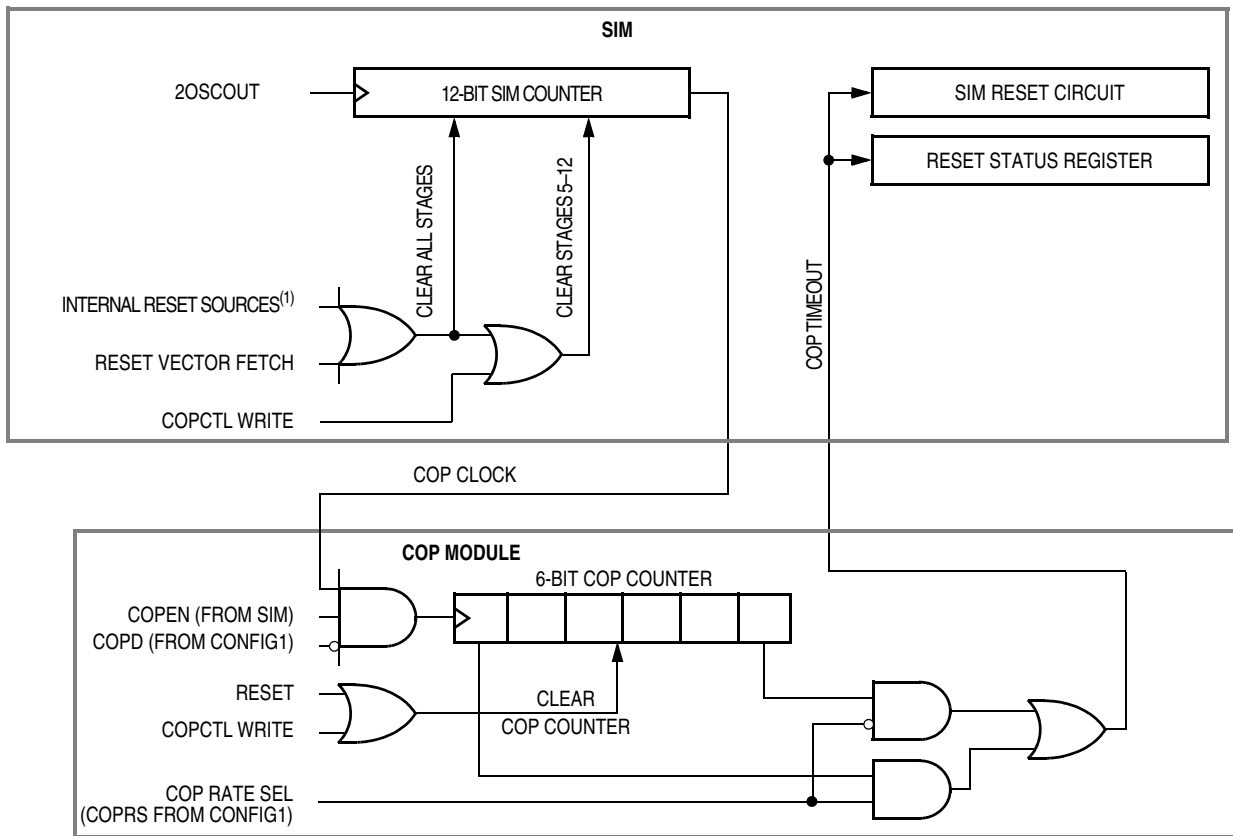 SIM
2OSCOUT
12-BIT SIM COUNTER
SIM RESET CIRCUIT
RESET STATUS REGISTER
CLEAR ALL STAGES
CLEAR STAGES 5–12
COP TIMEOUT
INTERNAL RESET SOURCES(1)
RESET VECTOR FETCH
COPCTL WRITE
COP CLOCK
COP MODULE
6-BIT COP COUNTER
COPEN (FROM SIM)
COPD (FROM CONFIG1)
RESET
CLEAR
COPCTL WRITE
COP COUNTER
COP RATE SEL
(COPRS FROM CONFIG1)